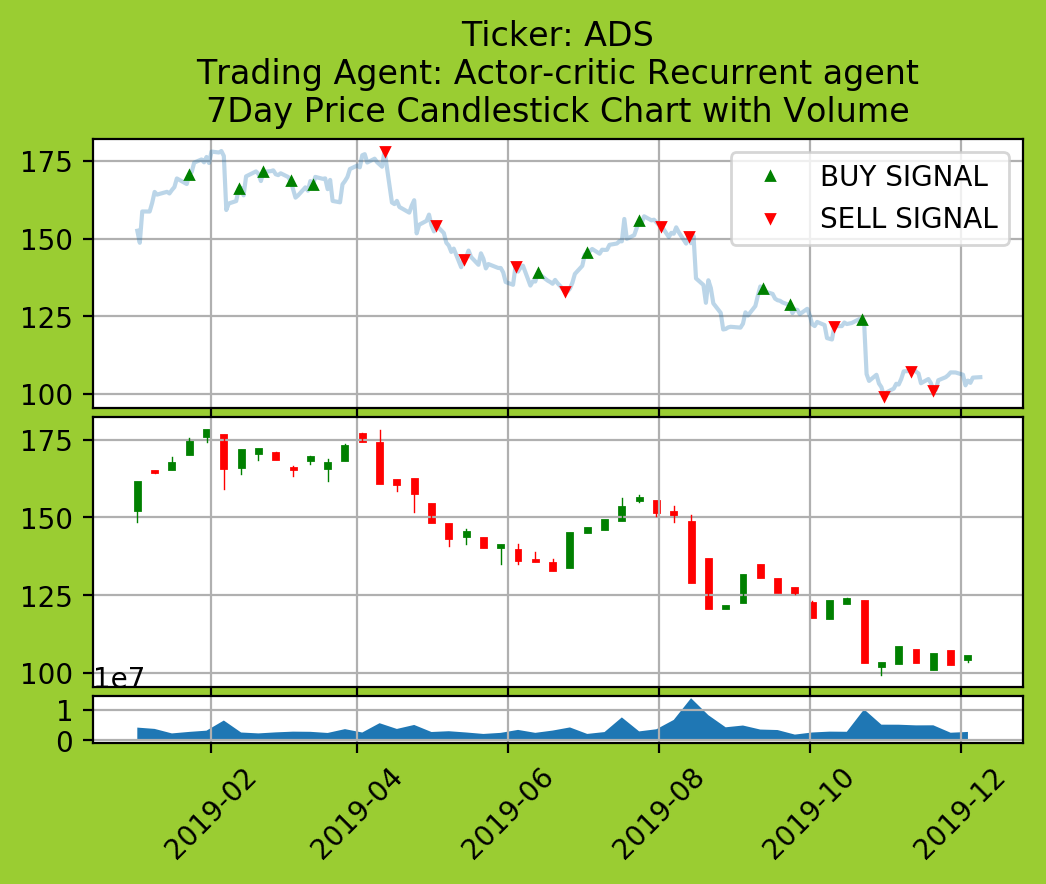 Ticker: ADS
Trading Agent: Actor-critic Recurrent agent
7Day Price Candlestick Chart with Volume
175
150
125
100
BUY SIGNAL
SELL SIGNAL
175
150
125
100
1e7
1
0
2019-02
2019-04
2019-06
2019-08
2019-10
2019-12